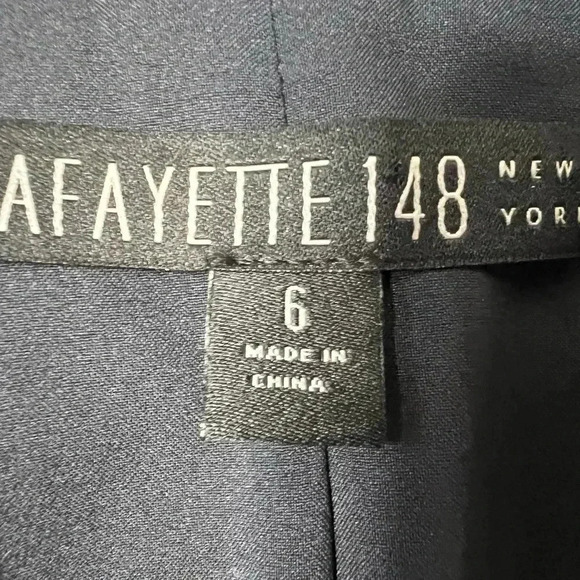 AFAYETTE 148 NEW YOR
6
MADE IN
CHINA